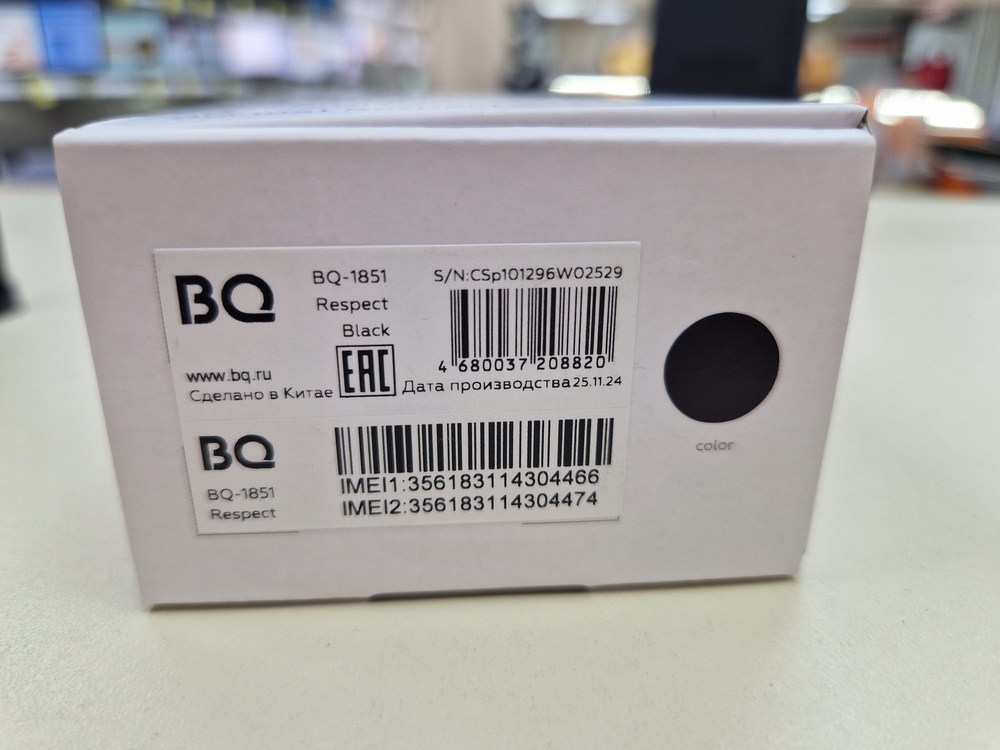 BQ
BQ-1851
Respect
Black
S/N:CSp101296W02529
4 680037 208820
www.bq.ru
Сделано в Китае
EAC
Дата производства 25.11.24
BQ
BQ-1851
Respect
IMEI1:356183114304466
IMEI2:356183114304474
color